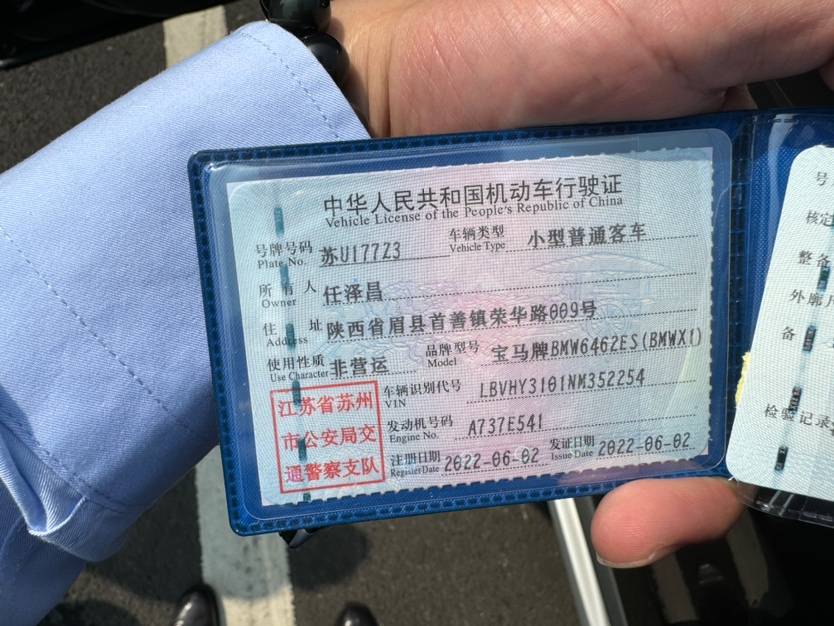 中华人民共和国机动车行驶证
Vehicle License of the People's Republic of China
号牌号码 苏U177Z3 车辆类型 小型普通客车
Plate No. Vehicle Type
所有人 任泽昌
Owner
住址 陕西省眉县首善镇荣华路009号
Address
使用性质 非营运 品牌型号 宝马牌BMW6462ES(BMWX1)
Use Character Model
车辆识别代号 LBVHY3101NM352254
VIN
发动机号码 A737E541
Engine No.
注册日期 2022-06-02 发证日期 2022-06-02
Register Date Issue Date
江苏省苏州
市公安局交
通警察支队
号
核定
整备
外廓尺
备
检验记录